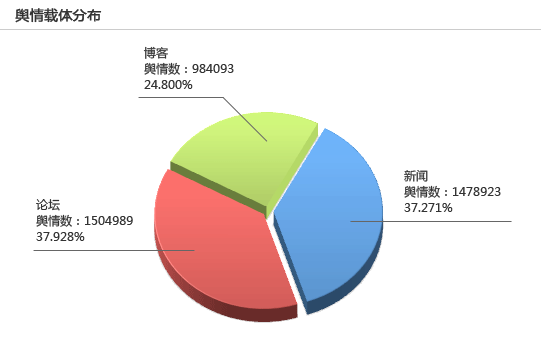 舆情载体分布
博客
舆情数：984093
24.800%
新闻
舆情数：1478923
37.271%
论坛
舆情数：1504989
37.928%